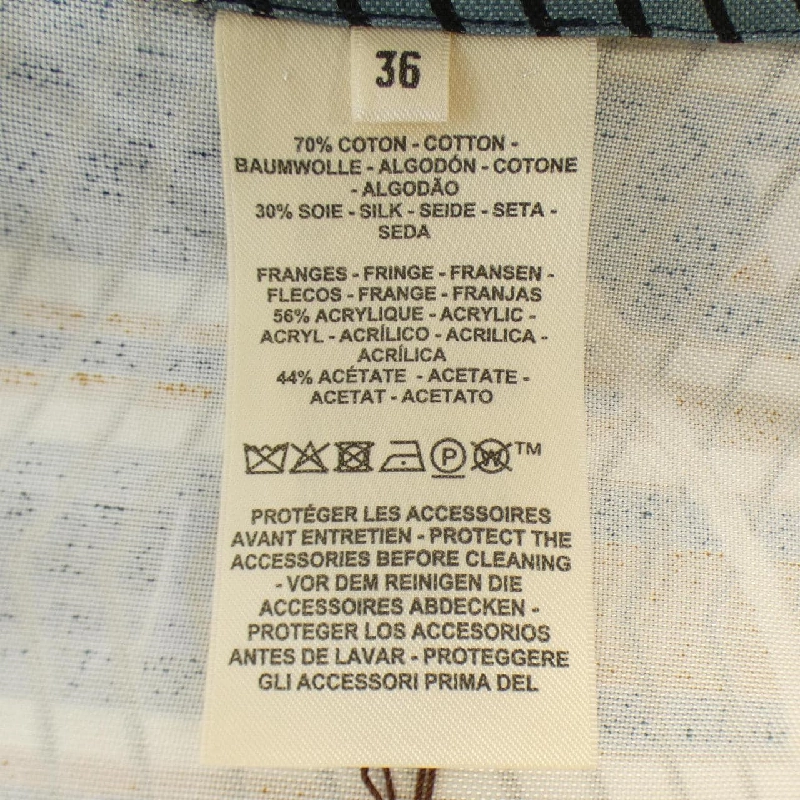 36
70% COTON - COTTON -
BAUMWOLLE - ALGODÓN - COTONE
- ALGODÃO
30% SOIE - SILK - SEIDE - SETA -
SEDA
FRANGES - FRINGE - FRANSEN -
FLECOS - FRANGE - FRANJAS
56% ACRYLIQUE - ACRYLIC -
ACRYL - ACRÍLICO - ACRILICA -
ACRÍLICA
44% ACÉTATE - ACETATE -
ACETAT - ACETATO
P W TM
PROTÉGER LES ACCESSOIRES
AVANT ENTRETIEN - PROTECT THE
ACCESSORIES BEFORE CLEANING
- VOR DEM REINIGEN DIE
ACCESSOIRES ABDECKEN -
PROTEGER LOS ACCESORIOS
ANTES DE LAVAR - PROTEGGERE
GLI ACCESSORI PRIMA DEL